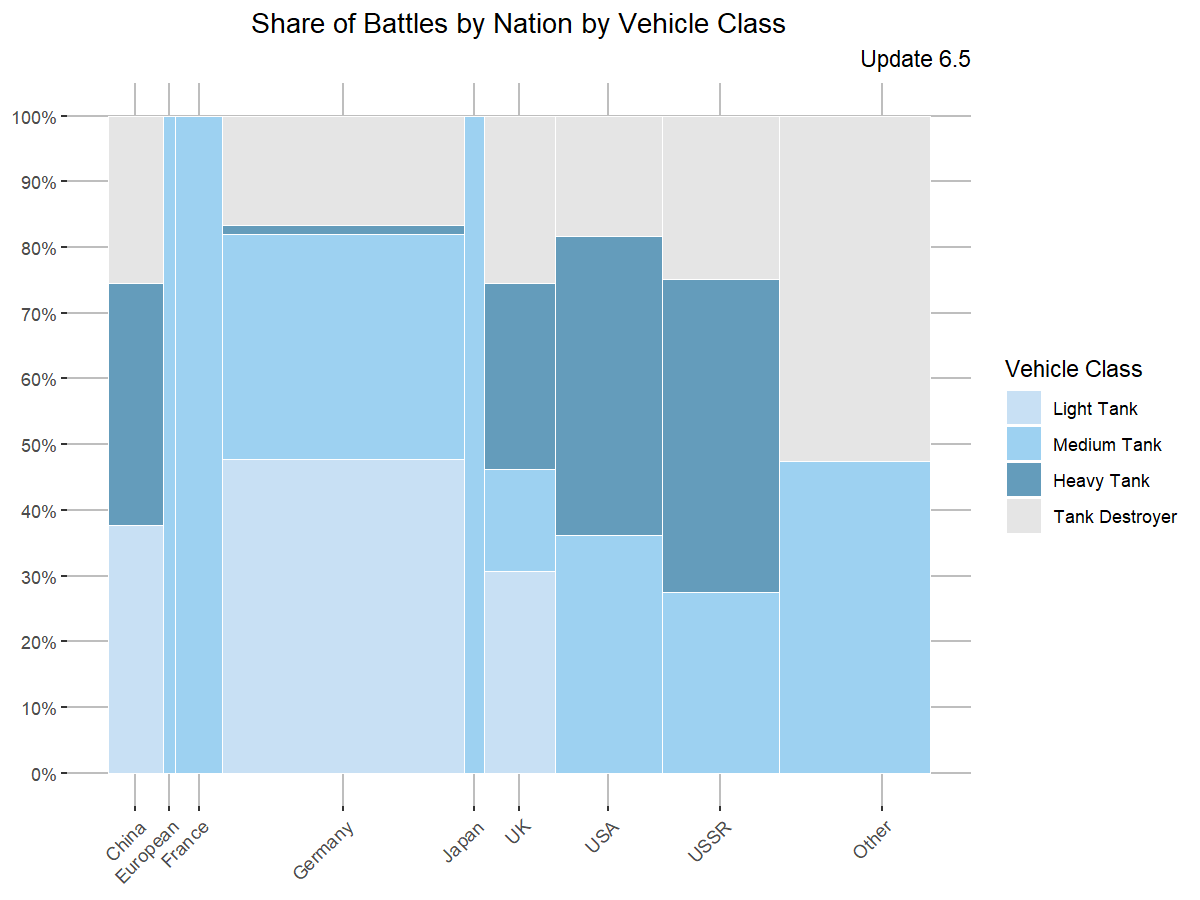 Share of Battles by Nation by Vehicle Class
Update 6.5
100%
90%
80%
70%
60%
50%
40%
30%
20%
10%
0%
China
European
France
Germany
Japan
UK
USA
USSR
Other
Vehicle Class
Light Tank
Medium Tank
Heavy Tank
Tank Destroyer